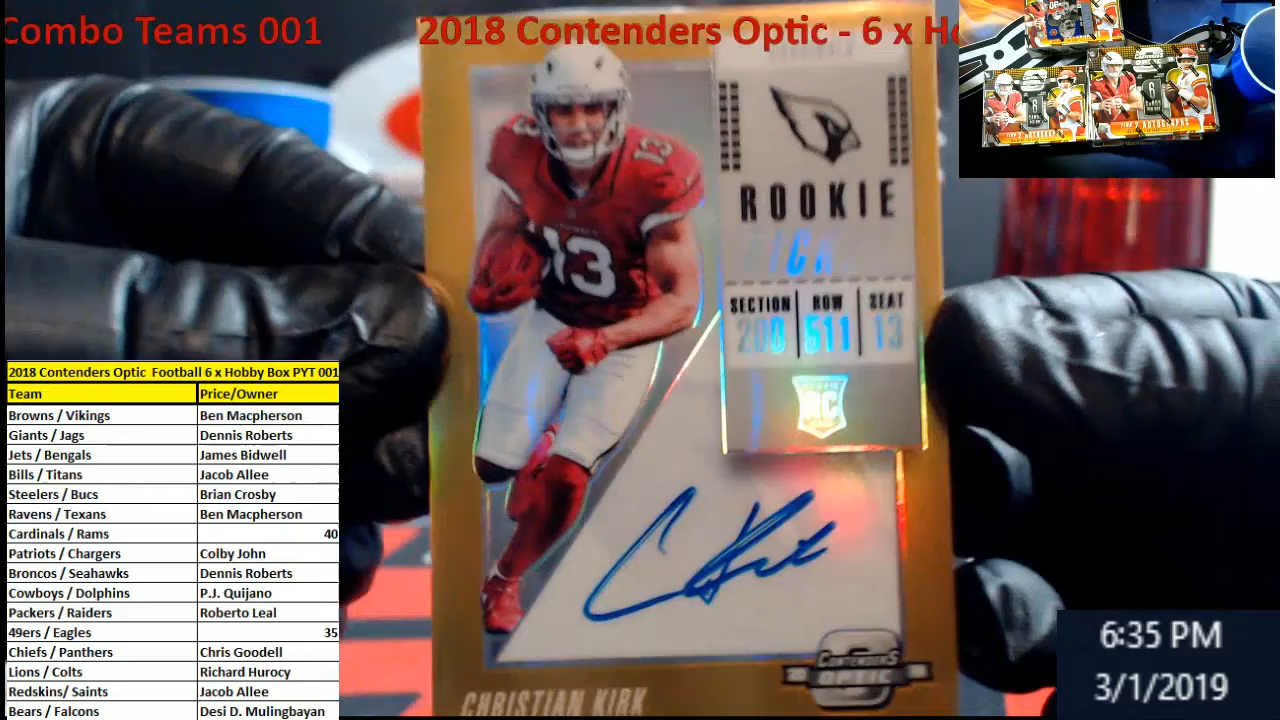 Combo Teams 001
2018 Contenders Optic - 6 x Ho
13
13
ROOKIE
SECTION ROW SEAT
208 511 13
RC
CONTENDERS
OPTIC
CHRISTIAN KIRK
2018 Contenders Optic Football 6 x Hobby Box PYT 001
Team Price/Owner
Browns / Vikings Ben Macpherson
Giants / Jags Dennis Roberts
Jets / Bengals James Bidwell
Bills / Titans Jacob Allee
Steelers / Bucs Brian Crosby
Ravens / Texans Ben Macpherson
Cardinals / Rams 40
Patriots / Chargers Colby John
Broncos / Seahawks Dennis Roberts
Cowboys / Dolphins P.J. Quijano
Packers / Raiders Roberto Leal
49ers / Eagles 35
Chiefs / Panthers Chris Goodell
Lions / Colts Richard Hurocy
Redskins/ Saints Jacob Allee
Bears / Falcons Desi D. Mulingbayan
6:35 PM
3/1/2019